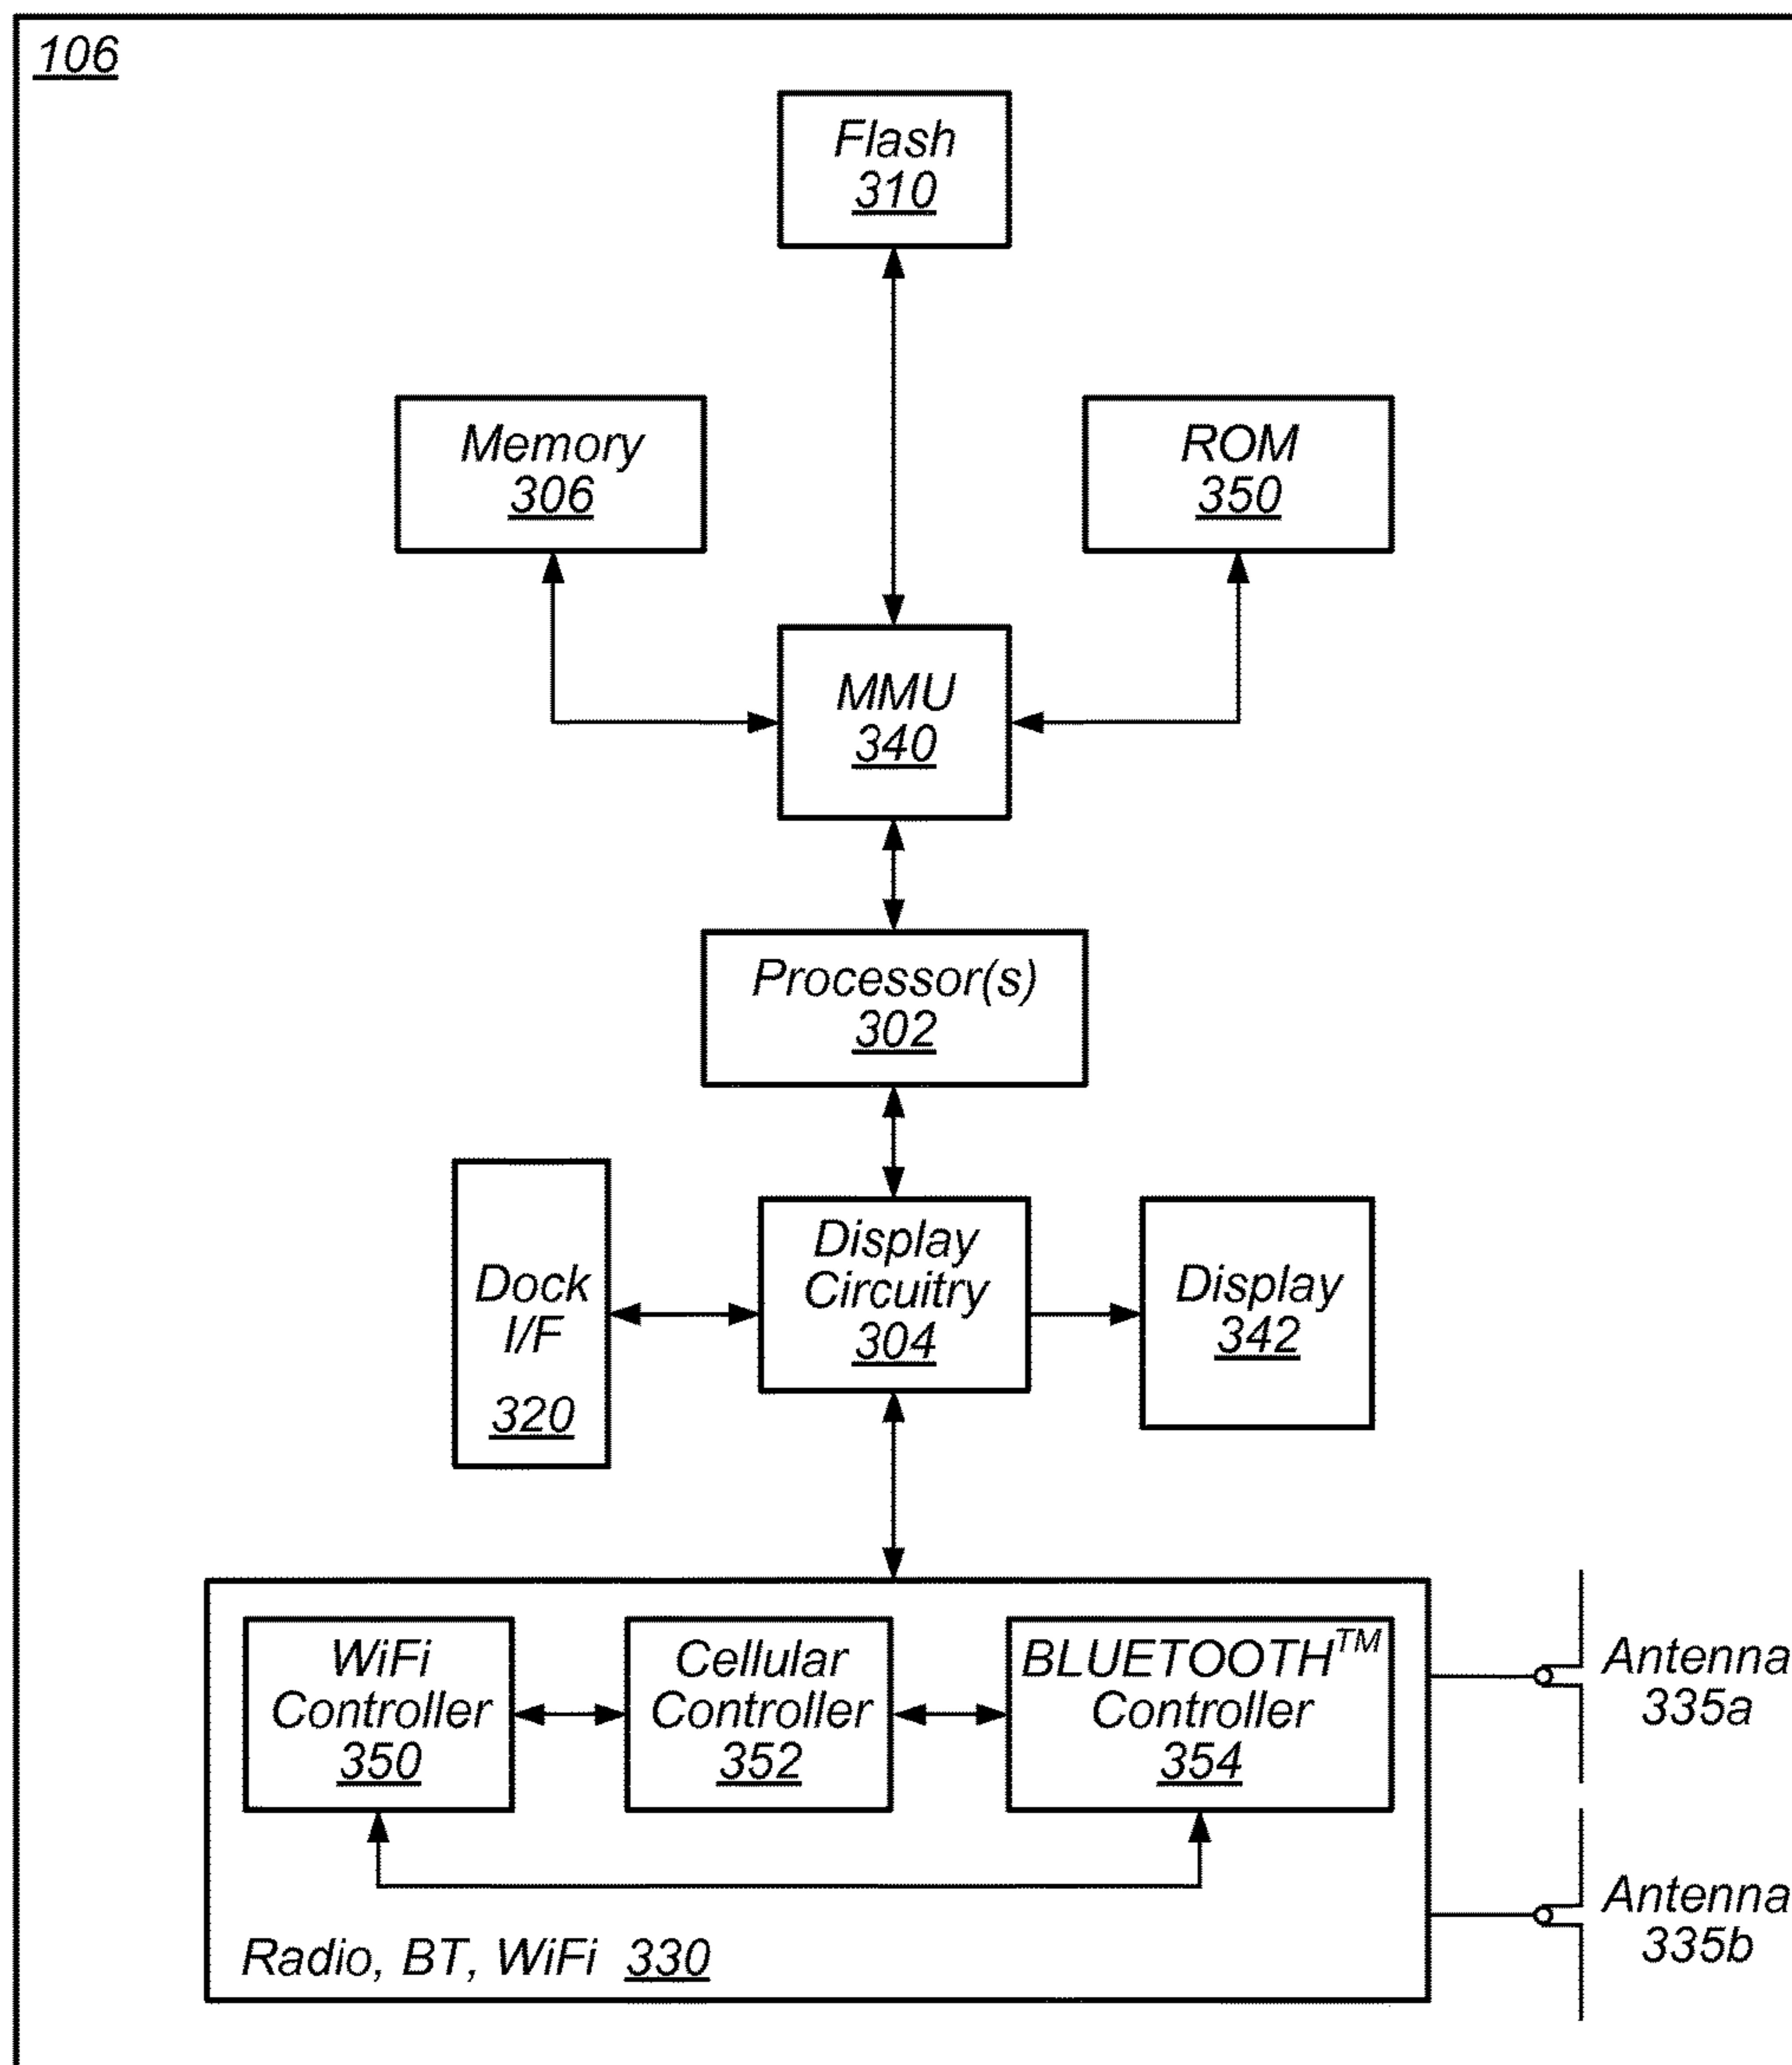 106
Flash
310
Memory
306
ROM
350
MMU
340
Processor(s)
302
Dock
I/F
320
Display
Circuitry
304
Display
342
WiFi
Controller
350
Cellular
Controller
352
BLUETOOTH™
Controller
354
Radio, BT, WiFi 330
Antenna
335a
Antenna
335b